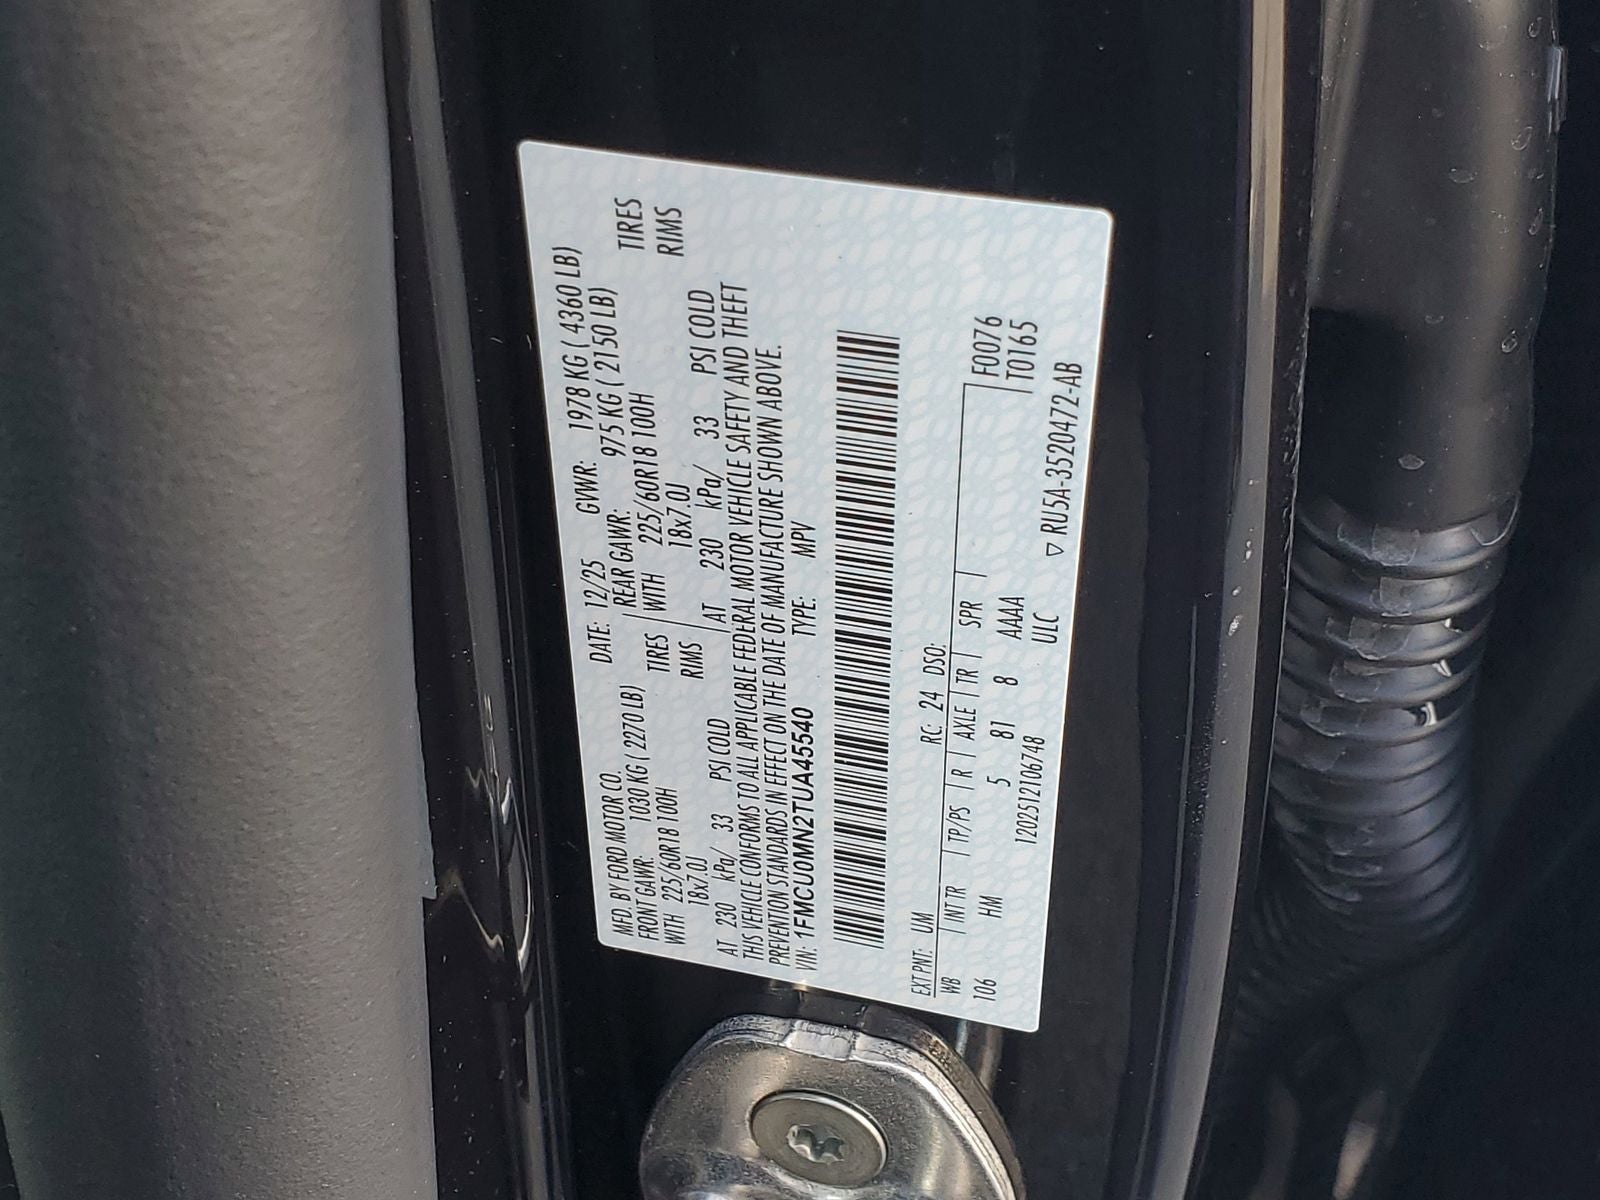 MFD. BY FORD MOTOR CO. DATE: 12/25 GVWR: 1978 KG ( 4360 LB)
FRONT GAWR: 1030 KG ( 2270 LB) REAR GAWR: 975 KG ( 2150 LB)
WITH 225/60R18 100H TIRES WITH 225/60R18 100H TIRES
18x7.0J RIMS 18x7.0J RIMS
AT 230 kPa/ 33 PSI COLD AT 230 kPa/ 33 PSI COLD
THIS VEHICLE CONFORMS TO ALL APPLICABLE FEDERAL MOTOR VEHICLE SAFETY AND THEFT
PREVENTION STANDARDS IN EFFECT ON THE DATE OF MANUFACTURE SHOWN ABOVE.
VIN: 1FMCU0MN2TUA45540 TYPE: MPV
EXT PNT: UM RC: 24 DSO:
WB INT TR TP/PS R AXLE TR SPR F0076
106 HM 5 81 8 AAAA T0165
1202512106748 ULC
▽ RU5A-3520472-AB